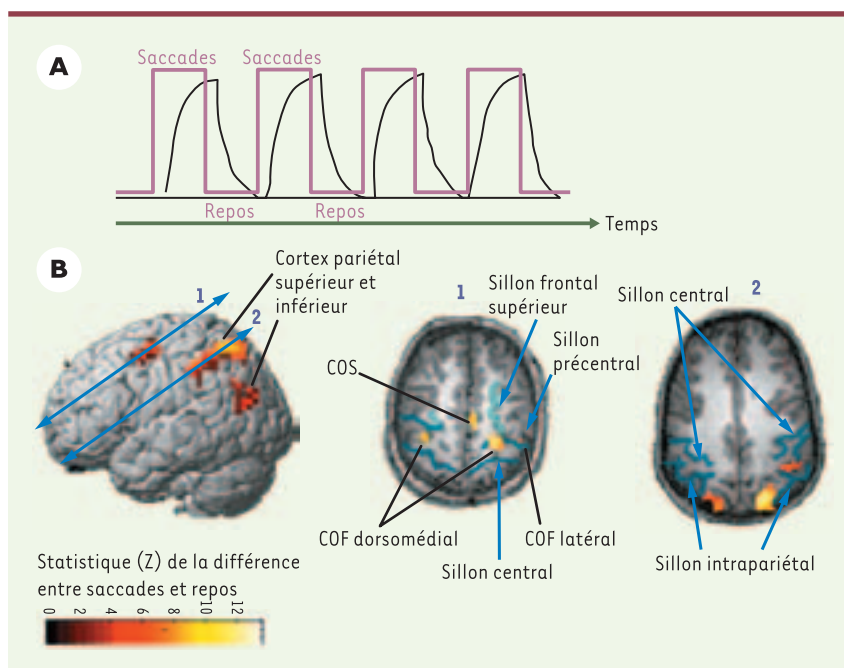 A
Saccades
Saccades
Repos
Repos
Temps
B
Cortex pariétal
supérieur et
inférieur
1
2
1
Sillon frontal
supérieur
Sillon central
2
COS
Sillon
précentral
COF dorsomédial
COF latéral
Sillon central
Sillon intrapariétal
Statistique (Z) de la différence
entre saccades et repos
0 2 4 6 8 10 12